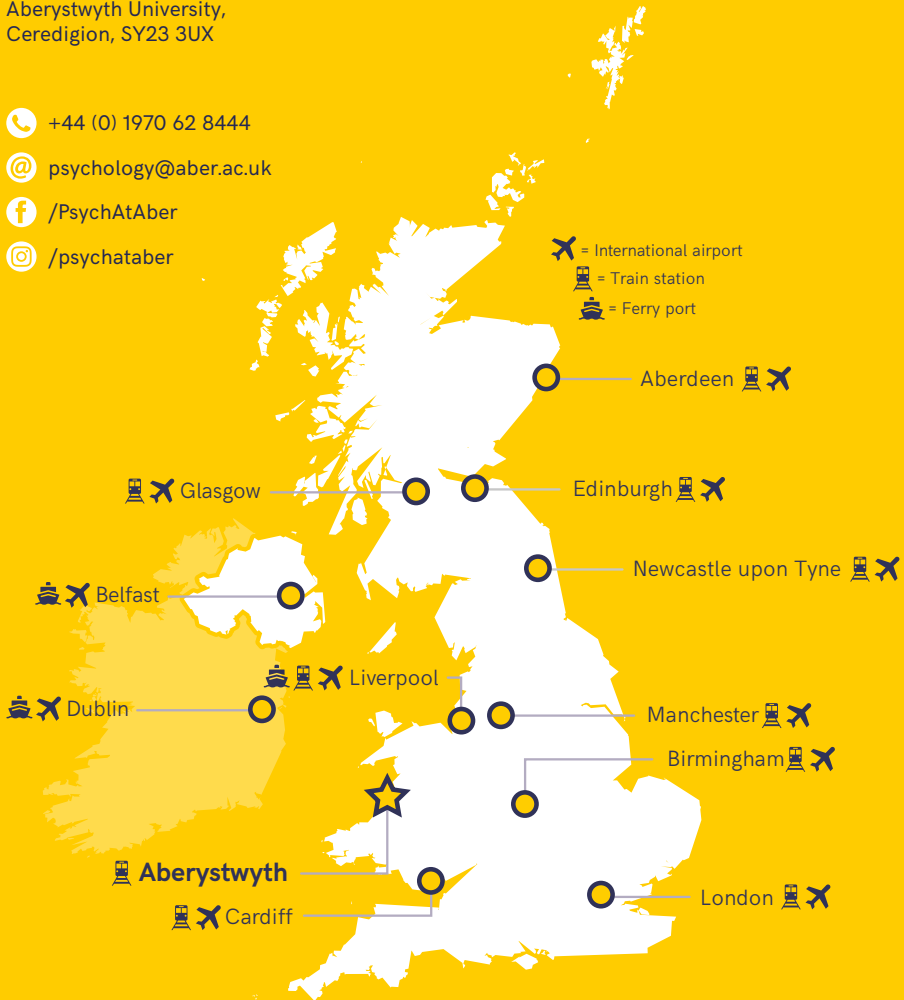 Aberystwyth University,
Ceredigion, SY23 3UX
+44 (0) 1970 62 8444
psychology@aber.ac.uk
/PsychAtAber
/psychataber
= International airport
= Train station
= Ferry port
Aberdeen
Glasgow
Edinburgh
Newcastle upon Tyne
Belfast
Liverpool
Dublin
Manchester
Birmingham
Aberystwyth
London
Cardiff